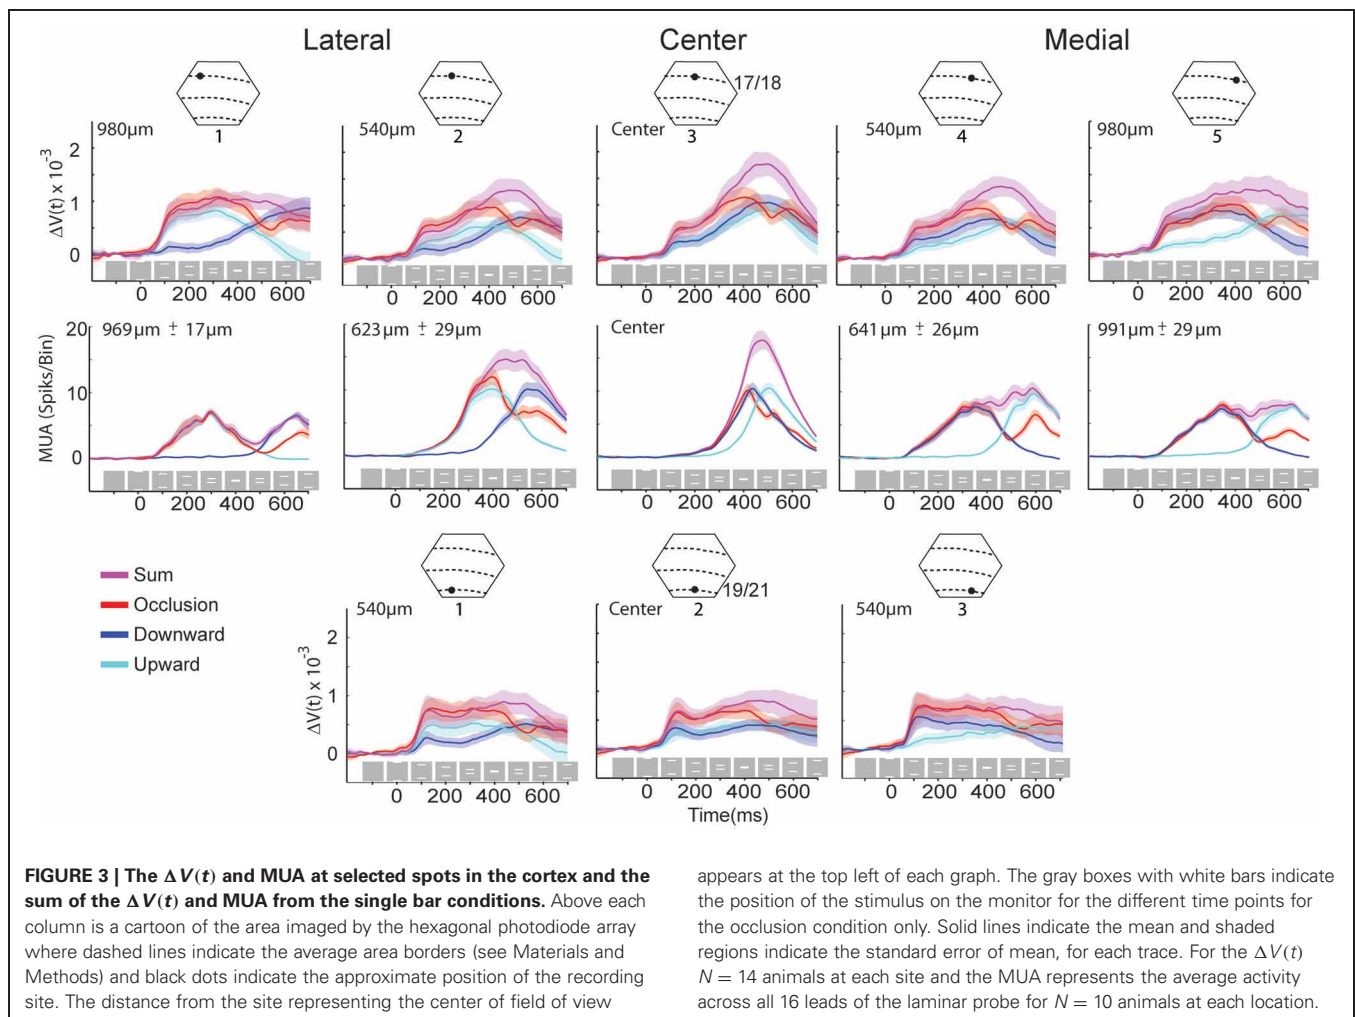 Lateral
Center
Medial
17/18
980µm
1
540µm
2
Center
3
540µm
4
980µm
5
ΔV(t) x 10⁻³
2
1
0
0 200 400 600
0 200 400 600
0 200 400 600
0 200 400 600
0 200 400 600
969µm ± 17µm
623µm ± 29µm
Center
641µm ± 26µm
991µm ± 29µm
MUA (Spiks/Bin)
20
10
0
0 200 400 600
0 200 400 600
0 200 400 600
0 200 400 600
0 200 400 600
Sum
Occlusion
Downward
Upward
19/21
540µm
1
Center
2
540µm
3
ΔV(t) x 10⁻³
2
1
0
0 200 400 600
0 200 400 600
0 200 400 600
Time(ms)
FIGURE 3 | The ΔV(t) and MUA at selected spots in the cortex and the
sum of the ΔV(t) and MUA from the single bar conditions. Above each
column is a cartoon of the area imaged by the hexagonal photodiode array
where dashed lines indicate the average area borders (see Materials and
Methods) and black dots indicate the approximate position of the recording
site. The distance from the site representing the center of field of view
appears at the top left of each graph. The gray boxes with white bars indicate
the position of the stimulus on the monitor for the different time points for
the occlusion condition only. Solid lines indicate the mean and shaded
regions indicate the standard error of mean, for each trace. For the ΔV(t)
N = 14 animals at each site and the MUA represents the average activity
across all 16 leads of the laminar probe for N = 10 animals at each location.